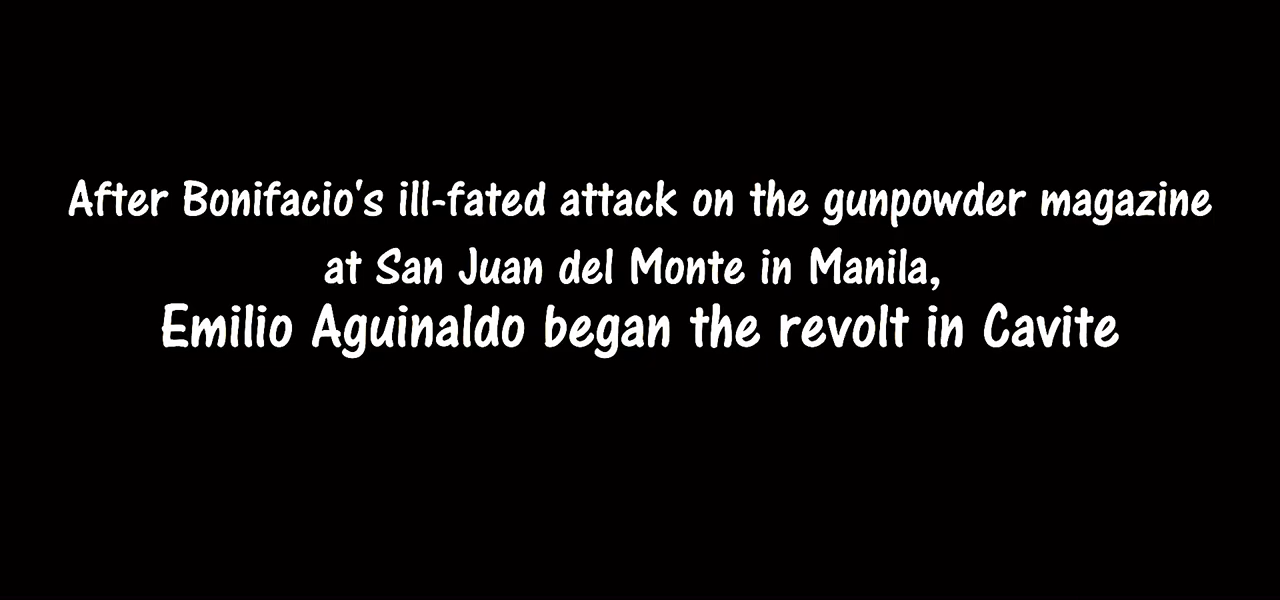 After Bonifacio's ill-fated attack on the gunpowder magazine
at San Juan del Monte in Manila,
Emilio Aguinaldo began the revolt in Cavite